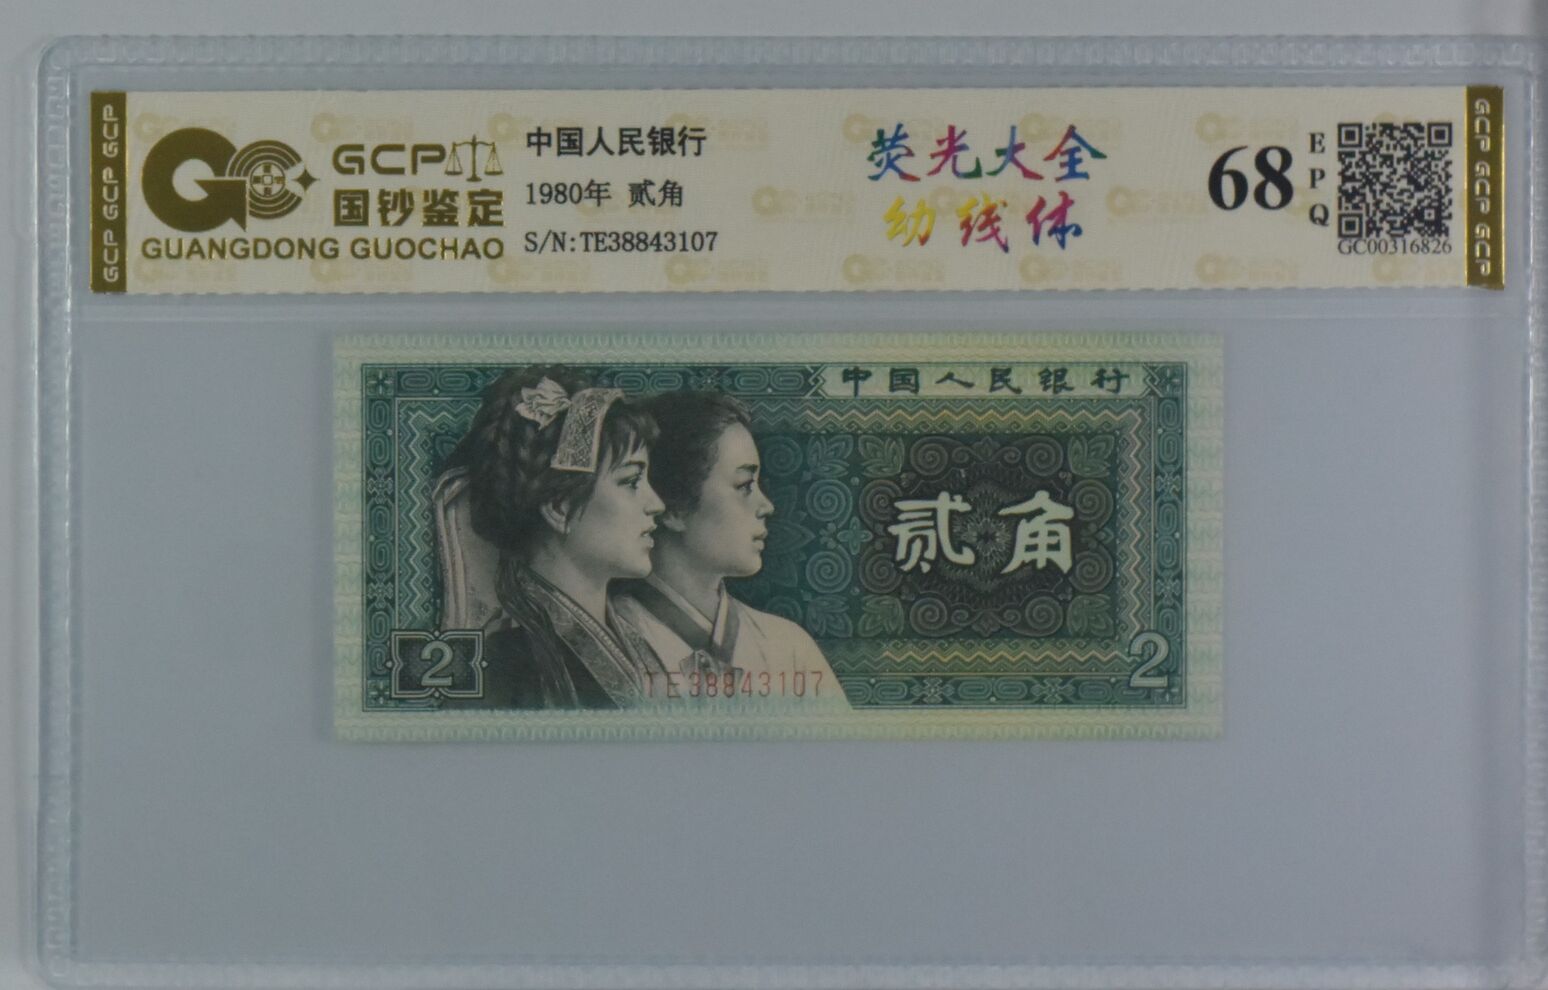 GCP GCP GCP
GCP
国钞鉴定
GUANGDONG GUOCHAO
中国人民银行
1980年 贰角
S/N:TE38843107
荧光大全
幼线体
68
EPQ
GC00316826
GCP GCP GCP
中国人民银行
贰角
2
TE38843107
2